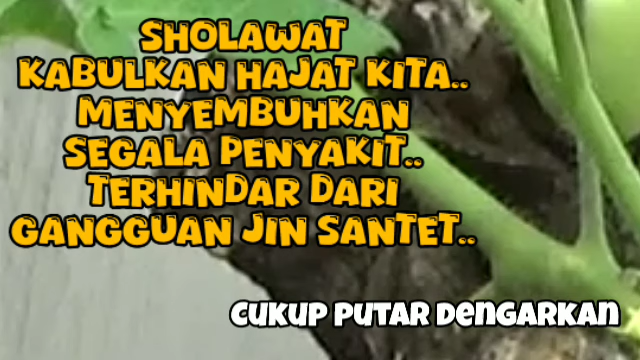 SHOLAWAT
KABULKAN HAJAT KITA..
MENYEMBUHKAN
SEGALA PENYAKIT..
TERHINDAR DARI
GANGGUAN JIN SANTET..
CUKUP PUTAR DENGARKAN